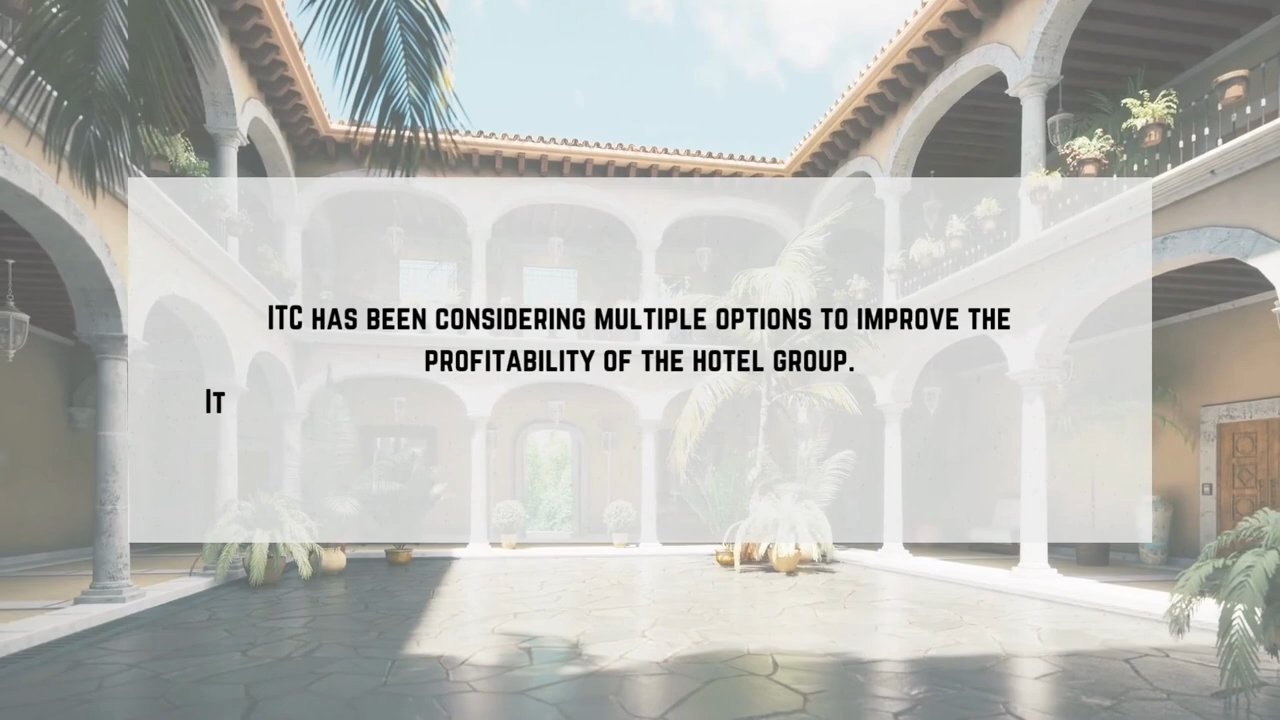 ITC has been considering multiple options to improve the
profitability of the hotel group.
It